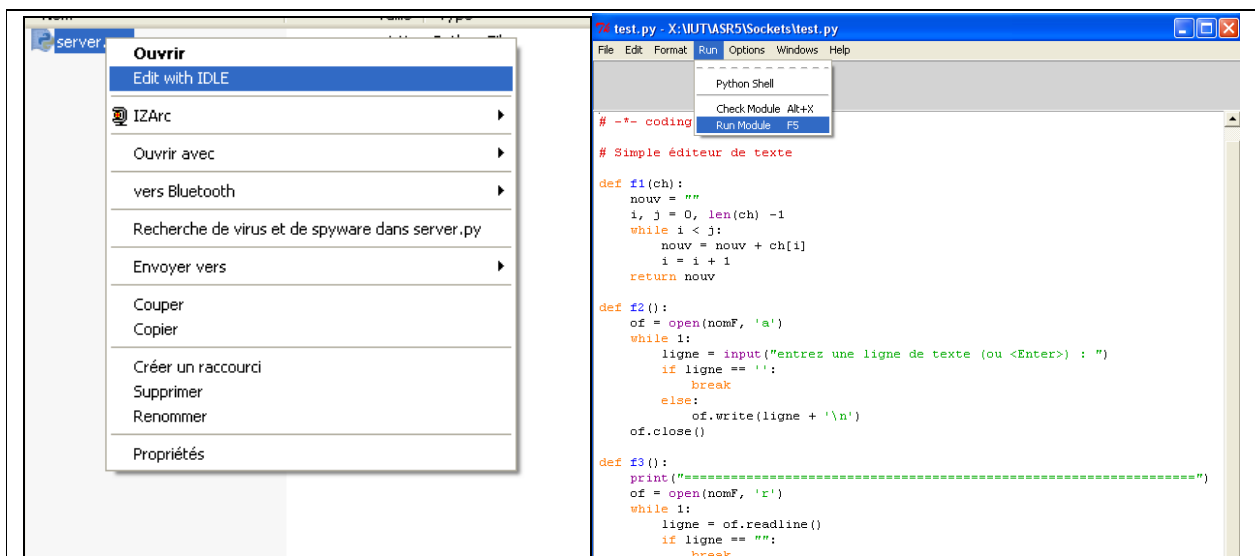 server.
Ouvrir
Edit with IDLE
IZArc
Ouvrir avec
vers Bluetooth
Recherche de virus et de spyware dans server.py
Envoyer vers
Couper
Copier
Créer un raccourci
Supprimer
Renommer
Propriétés
test.py - X:\IUT\ASR5\Sockets\test.py
File Edit Format Run Options Windows Help
Python Shell
Check Module Alt+X
Run Module F5
# -*- coding
# Simple éditeur de texte
def f1(ch):
    nouv = ""
    i, j = 0, len(ch) -1
    while i < j:
        nouv = nouv + ch[i]
        i = i + 1
    return nouv
def f2():
    of = open(nomF, 'a')
    while 1:
        ligne = input("entrez une ligne de texte (ou <Enter>) : ")
        if ligne == '':
            break
        else:
            of.write(ligne + '\n')
    of.close()
def f3():
    print("===================================================================")
    of = open(nomF, 'r')
    while 1:
        ligne = of.readline()
        if ligne == "":
            break